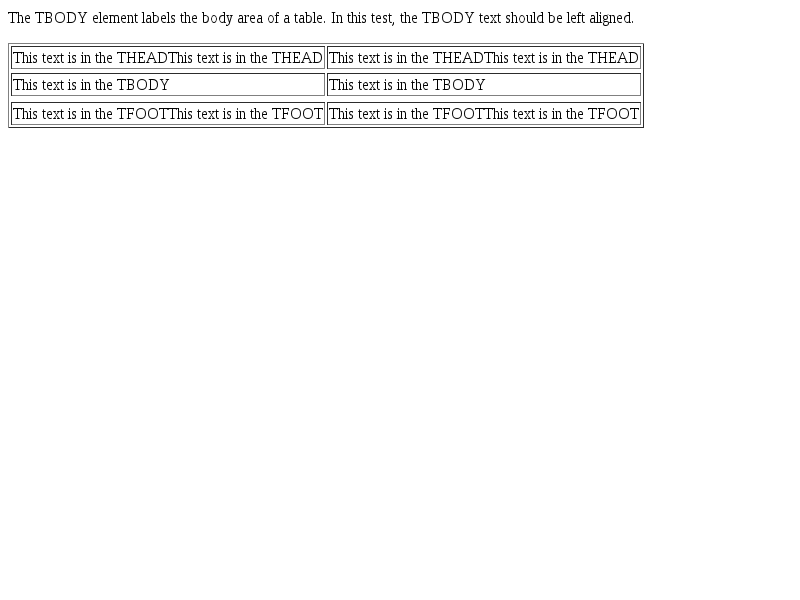 The TBODY element labels the body area of a table. In this test, the TBODY text should be left aligned.
This text is in the THEADThis text is in the THEAD This text is in the THEADThis text is in the THEAD
This text is in the TBODY This text is in the TBODY
This text is in the TFOOTThis text is in the TFOOT This text is in the TFOOTThis text is in the TFOOT